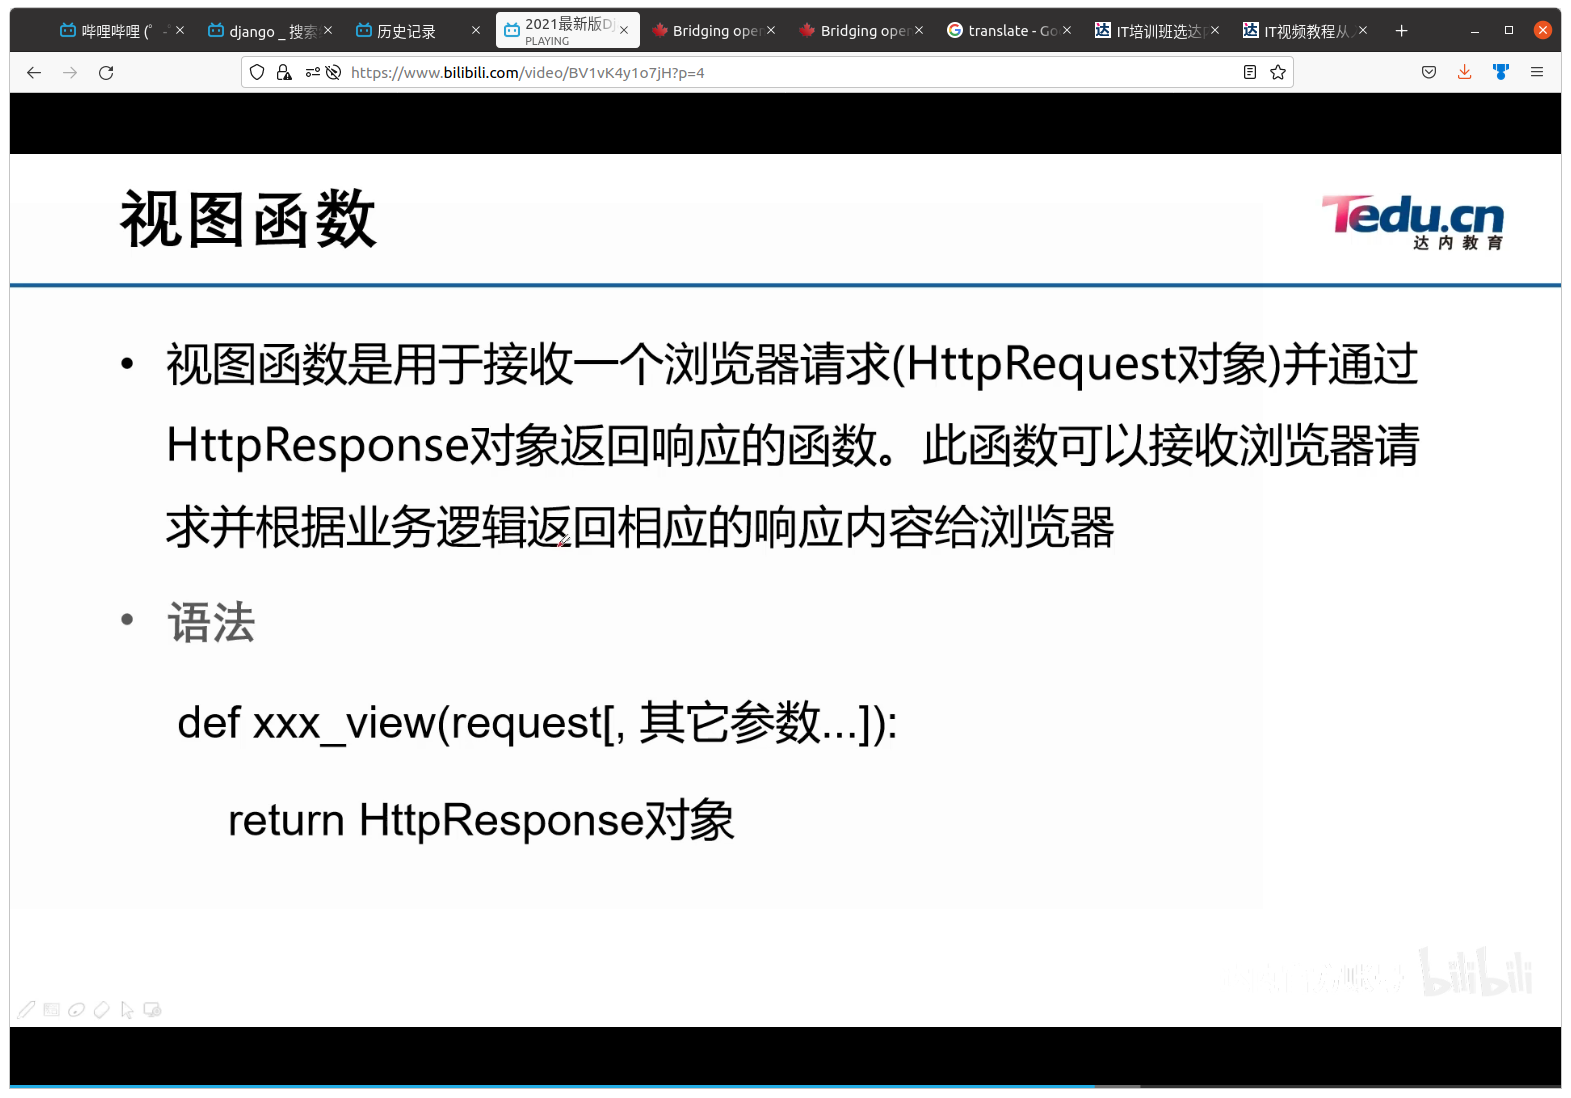 哔哩哔哩 (゜-
django _ 搜索
历史记录
2021最新版Dj
PLAYING
Bridging oper
Bridging oper
translate - Go
IT培训班选达
IT视频教程从
https://www.bilibili.com/video/BV1vK4y1o7jH?p=4
视图函数
Tedu.cn
达内教育
• 视图函数是用于接收一个浏览器请求(HttpRequest对象)并通过
HttpResponse对象返回响应的函数。此函数可以接收浏览器请
求并根据业务逻辑返回相应的响应内容给浏览器
• 语法
def xxx_view(request[, 其它参数...]):
return HttpResponse对象
bilibili